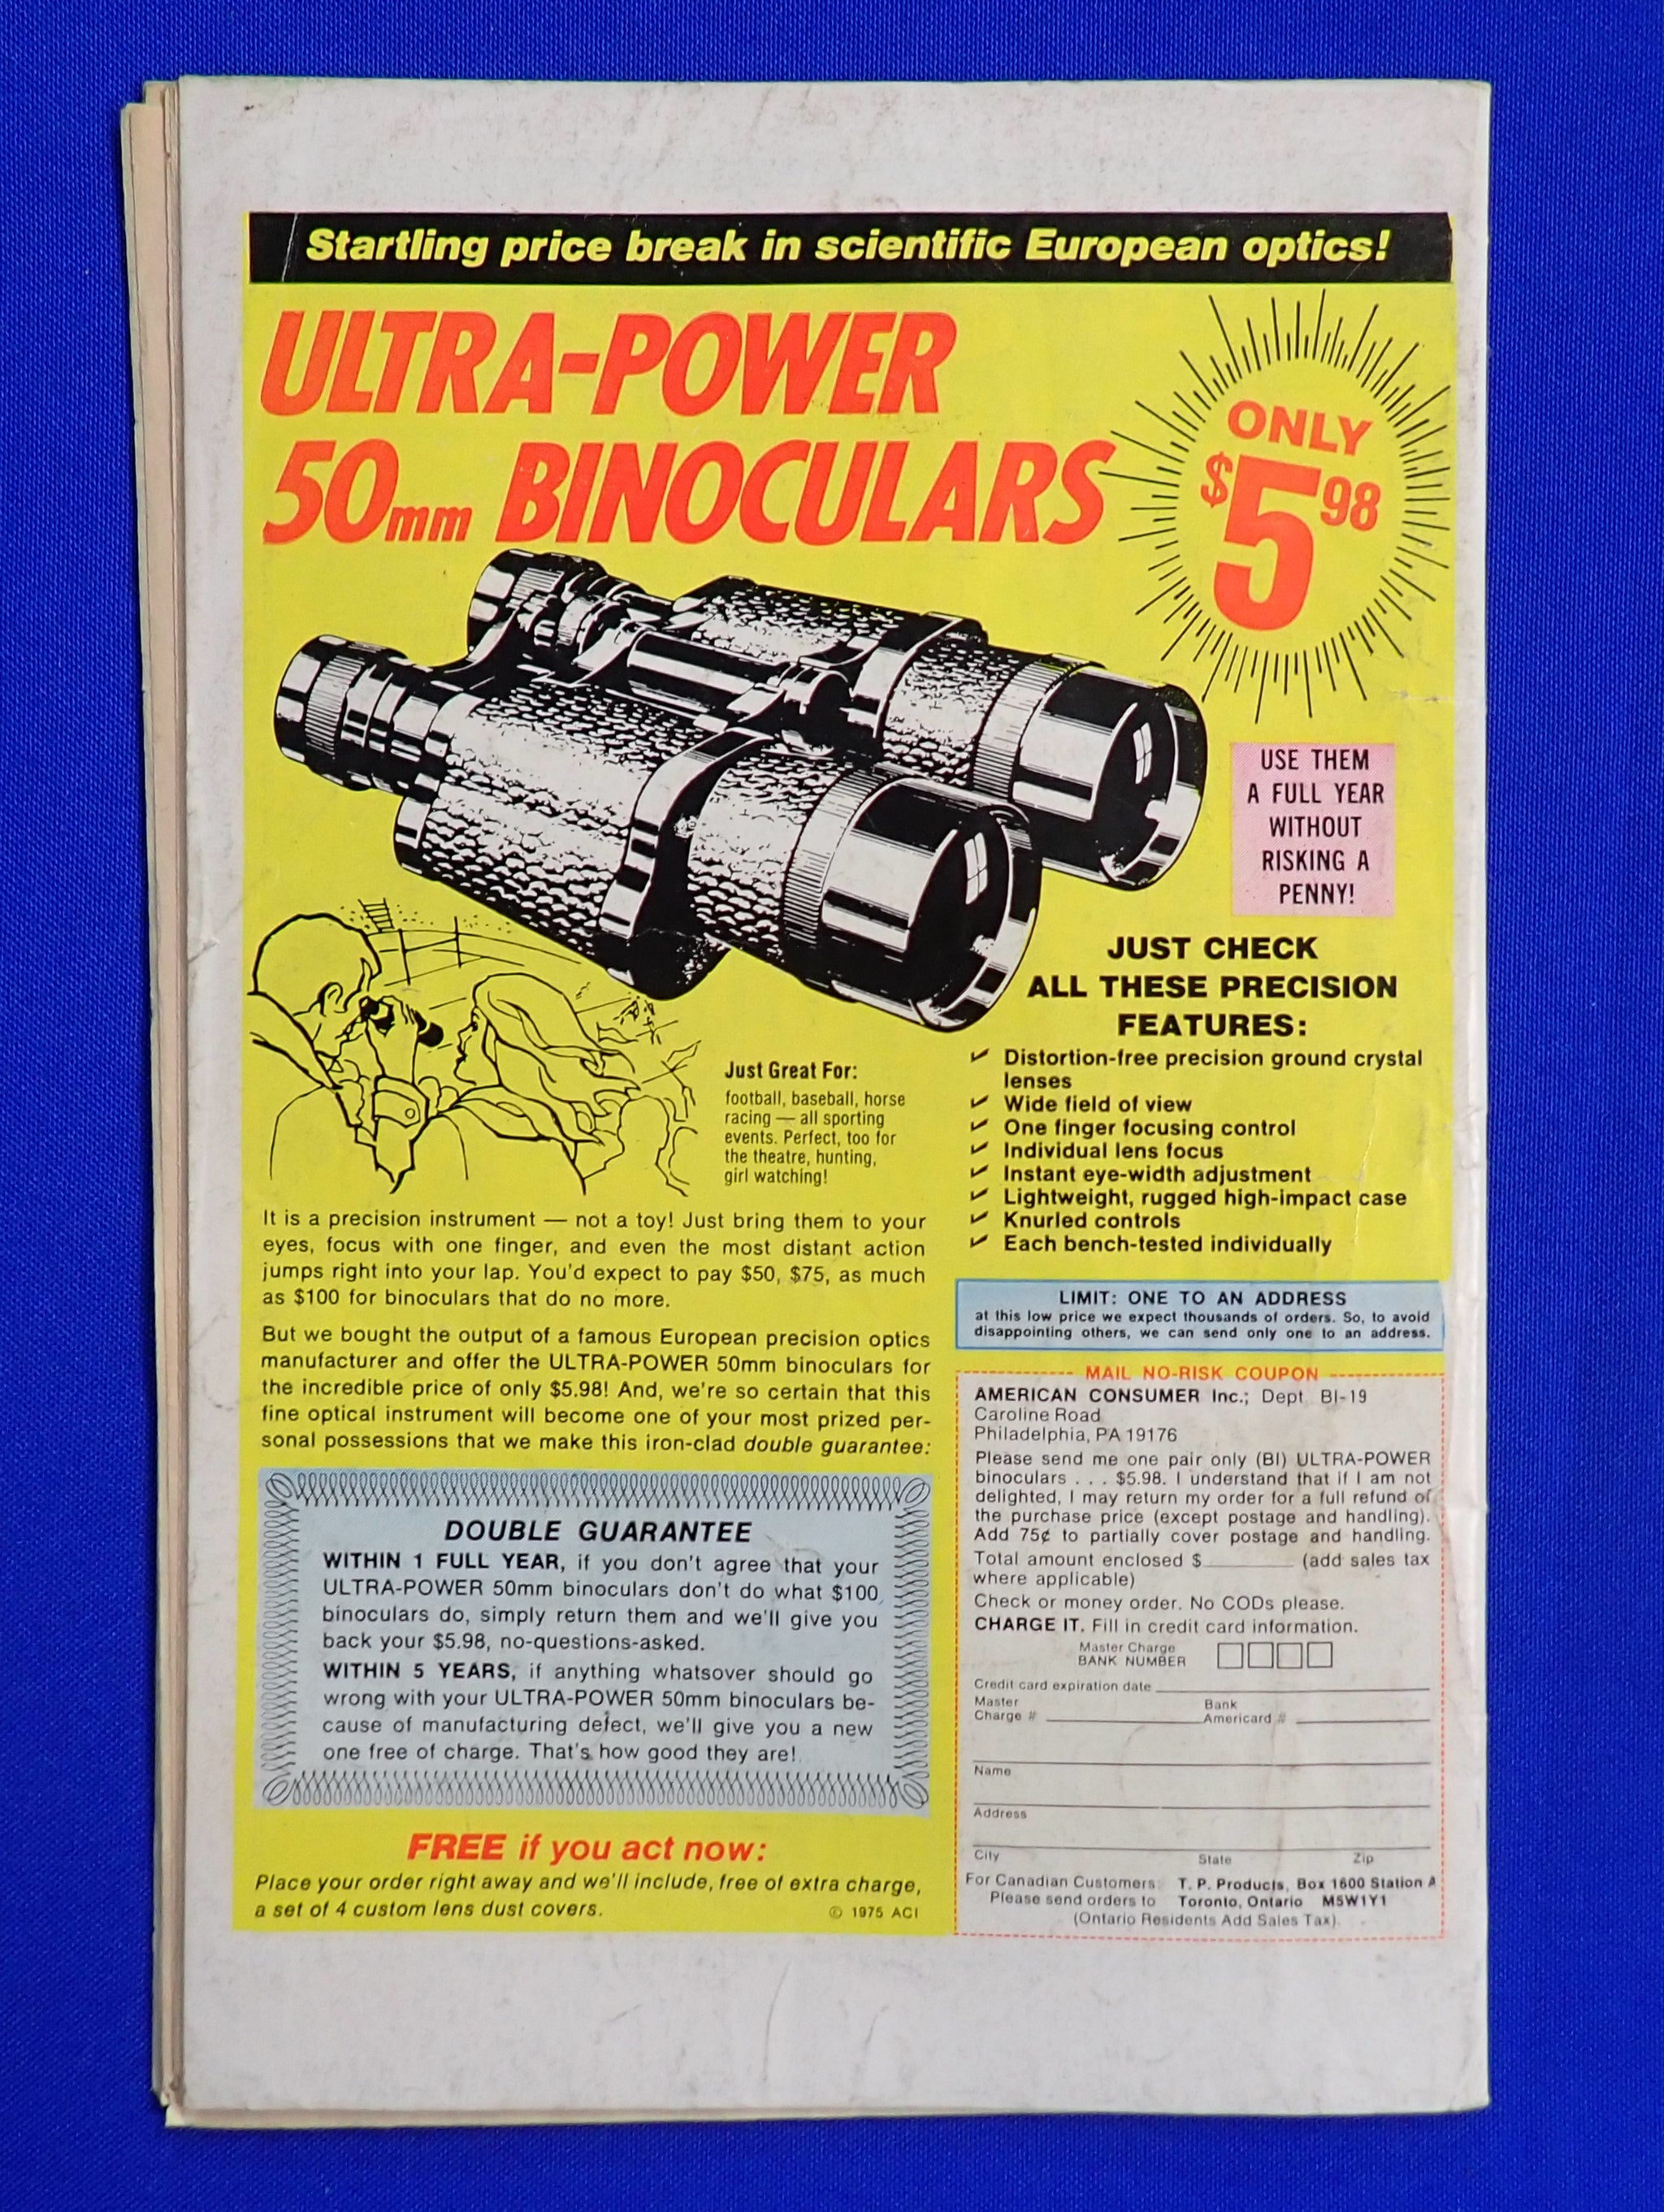 Startling price break in scientific European optics!
ULTRA-POWER
50mm BINOCULARS
ONLY
$5 98
USE THEM
A FULL YEAR
WITHOUT
RISKING A
PENNY!
JUST CHECK
ALL THESE PRECISION
FEATURES:
✓ Distortion-free precision ground crystal
lenses
✓ Wide field of view
✓ One finger focusing control
✓ Individual lens focus
✓ Instant eye-width adjustment
✓ Lightweight, rugged high-impact case
✓ Knurled controls
✓ Each bench-tested individually
Just Great For:
football, baseball, horse
racing — all sporting
events. Perfect, too for
the theatre, hunting,
girl watching!
It is a precision instrument — not a toy! Just bring them to your
eyes, focus with one finger, and even the most distant action
jumps right into your lap. You'd expect to pay $50, $75, as much
as $100 for binoculars that do no more.
But we bought the output of a famous European precision optics
manufacturer and offer the ULTRA-POWER 50mm binoculars for
the incredible price of only $5.98! And, we're so certain that this
fine optical instrument will become one of your most prized per-
sonal possessions that we make this iron-clad double guarantee:
DOUBLE GUARANTEE
WITHIN 1 FULL YEAR, if you don't agree that your
ULTRA-POWER 50mm binoculars don't do what $100
binoculars do, simply return them and we'll give you
back your $5.98, no-questions-asked.
WITHIN 5 YEARS, if anything whatsover should go
wrong with your ULTRA-POWER 50mm binoculars be-
cause of manufacturing defect, we'll give you a new
one free of charge. That's how good they are!
FREE if you act now:
Place your order right away and we'll include, free of extra charge,
a set of 4 custom lens dust covers.
© 1975 ACI
LIMIT: ONE TO AN ADDRESS
at this low price we expect thousands of orders. So, to avoid
disappointing others, we can send only one to an address.
MAIL NO-RISK COUPON
AMERICAN CONSUMER Inc.; Dept BI-19
Caroline Road
Philadelphia, PA 19176
Please send me one pair only (BI) ULTRA-POWER
binoculars . . . $5.98. I understand that if I am not
delighted, I may return my order for a full refund of
the purchase price (except postage and handling).
Add 75¢ to partially cover postage and handling.
Total amount enclosed $_________ (add sales tax
where applicable)
Check or money order. No CODs please.
CHARGE IT. Fill in credit card information.
Master Charge
BANK NUMBER
Credit card expiration date
Master Bank
Charge # Americard #
Name
Address
City State Zip
For Canadian Customers: T. P. Products, Box 1600 Station A
Please send orders to Toronto, Ontario M5W1Y1
(Ontario Residents Add Sales Tax).